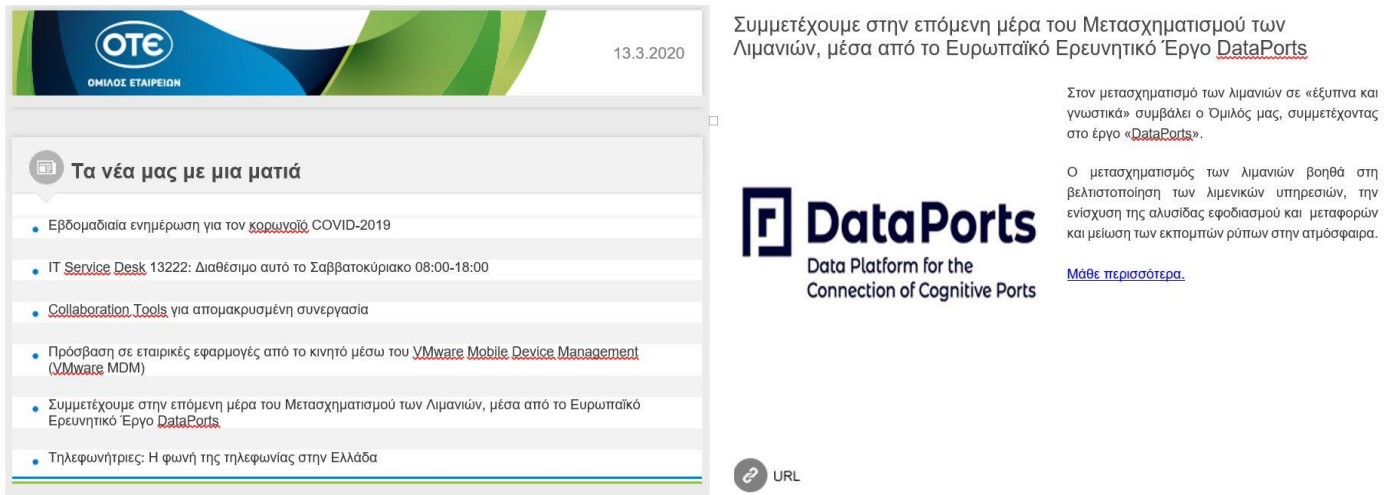 ΟΤΕ
ΟΜΙΛΟΣ ΕΤΑΙΡΕΙΩΝ
13.3.2020
Τα νέα μας με μια ματιά
Εβδομαδιαία ενημέρωση για τον κορωνοϊό COVID-2019
IT Service Desk 13222: Διαθέσιμο αυτό το Σαββατοκύριακο 08:00-18:00
Collaboration Tools για απομακρυσμένη συνεργασία
Πρόσβαση σε εταιρικές εφαρμογές από το κινητό μέσω του VMware Mobile Device Management
(VMware MDM)
Συμμετέχουμε στην επόμενη μέρα του Μετασχηματισμού των Λιμανιών, μέσα από το Ευρωπαϊκό
Ερευνητικό Έργο DataPorts
Τηλεφωνήτριες: Η φωνή της τηλεφωνίας στην Ελλάδα
Συμμετέχουμε στην επόμενη μέρα του Μετασχηματισμού των
Λιμανιών, μέσα από το Ευρωπαϊκό Ερευνητικό Έργο DataPorts
DataPorts
Data Platform for the
Connection of Cognitive Ports
Στον μετασχηματισμό των λιμανιών σε «έξυπνα και
γνωστικά» συμβάλει ο Όμιλός μας, συμμετέχοντας
στο έργο «DataPorts».
Ο μετασχηματισμός των λιμανιών βοηθά στη
βελτιστοποίηση των λιμενικών υπηρεσιών, την
ενίσχυση της αλυσίδας εφοδιασμού και μεταφορών
και μείωση των εκπομπών ρύπων στην ατμόσφαιρα.
Μάθε περισσότερα.
URL